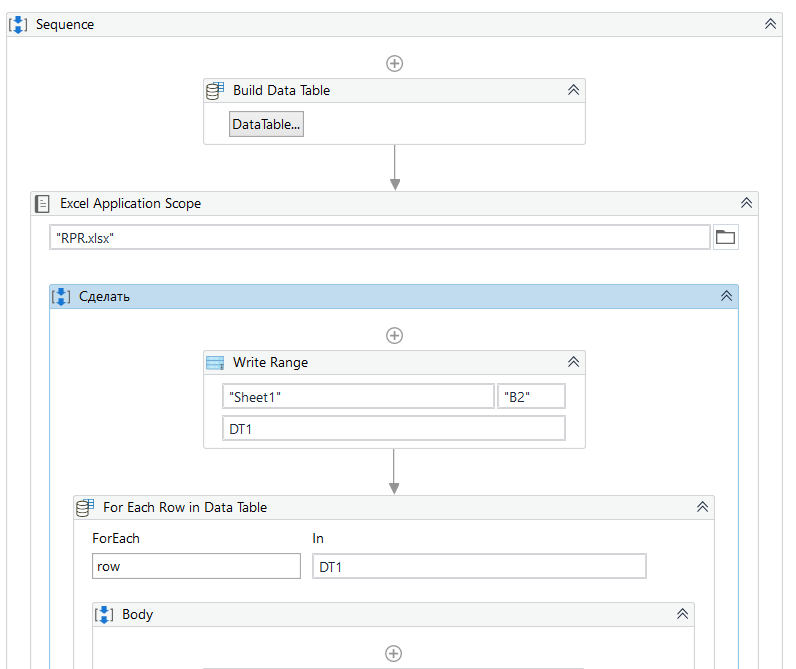 Sequence
Build Data Table
DataTable...
Excel Application Scope
"RPR.xlsx"
Сделать
Write Range
"Sheet1" "B2"
DT1
For Each Row in Data Table
ForEach In
row DT1
Body